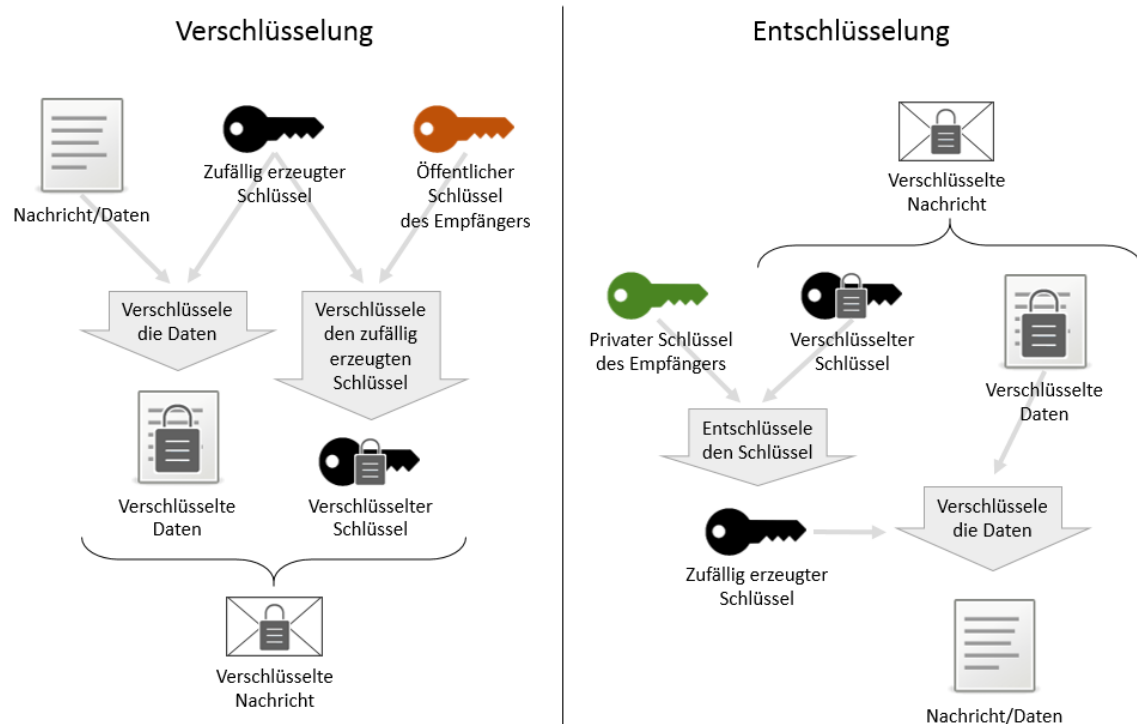 Verschlüsselung
Nachricht/Daten
Zufällig erzeugter
Schlüssel
Öffentlicher
Schlüssel
des Empfängers
Verschlüssele
die Daten
Verschlüssele
den zufällig
erzeugten
Schlüssel
Verschlüsselte
Daten
Verschlüsselter
Schlüssel
Verschlüsselte
Nachricht
Entschlüsselung
Verschlüsselte
Nachricht
Privater Schlüssel
des Empfängers
Verschlüsselter
Schlüssel
Verschlüsselte
Daten
Entschlüssele
den Schlüssel
Zufällig erzeugter
Schlüssel
Verschlüssele
die Daten
Nachricht/Daten